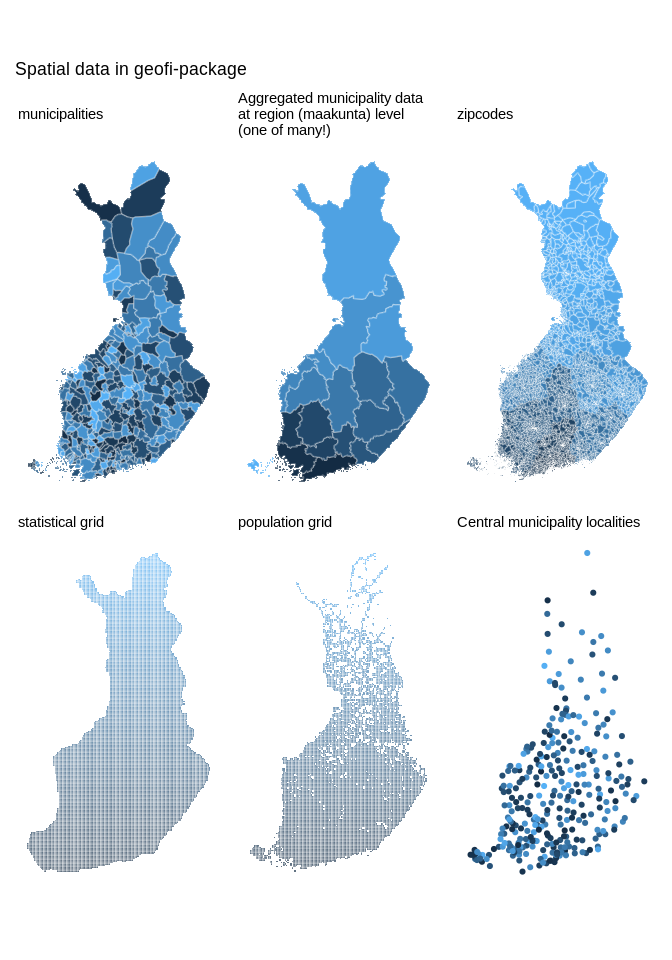 Spatial data in geofi-package
municipalities
Aggregated municipality data
at region (maakunta) level
(one of many!)
zipcodes
statistical grid
population grid
Central municipality localities